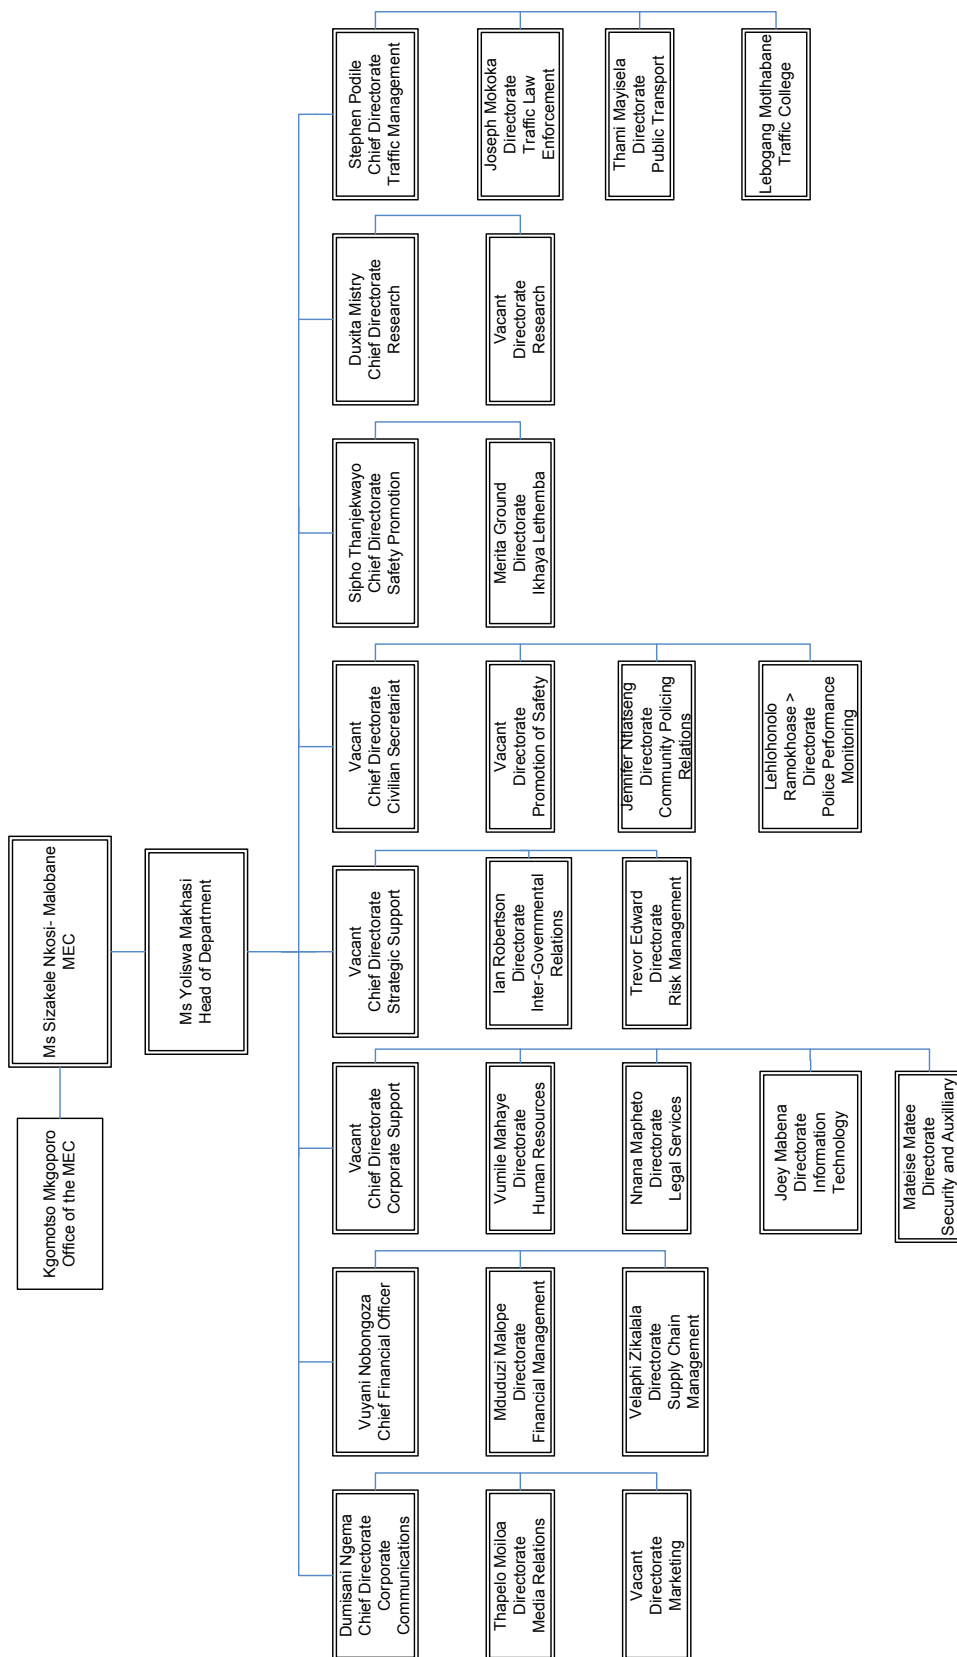 Kgomotso Mkgoporo
Office of the MEC
Ms Sizakele Nkosi- Malobane
MEC
Ms Yoliswa Makhasi
Head of Department
Dumisani Ngema
Chief Directorate
Corporate
Communications
Thapelo Moiloa
Directorate
Media Relations
Vacant
Directorate
Marketing
Vuyani Nobongoza
Chief Financial Officer
Mduduzi Malope
Directorate
Financial Management
Velaphi Zikalala
Directorate
Supply Chain
Management
Vacant
Chief Directorate
Corporate Support
Vumile Mahaye
Directorate
Human Resources
Nnana Mapheto
Directorate
Legal Services
Joey Mabena
Directorate
Information
Technology
Mateise Matee
Directorate
Security and Auxilliary
Vacant
Chief Directorate
Strategic Support
Ian Robertson
Directorate
Inter-Governmental
Relations
Trevor Edward
Directorate
Risk Management
Vacant
Chief Directorate
Civilian Secretariat
Vacant
Directorate
Promotion of Safety
Jennifer Ntlatseng
Directorate
Community Policing
Relations
Lehlohonolo
Ramokhoase >
Directorate
Police Performance
Monitoring
Sipho Thanjekwayo
Chief Directorate
Safety Promotion
Merita Ground
Directorate
Ikhaya Lethemba
Duxita Mistry
Chief Directorate
Research
Vacant
Directorate
Research
Stephen Podile
Chief Directorate
Traffic Management
Joseph Mokoka
Directorate
Traffic Law
Enforcement
Thami Mayisela
Directorate
Public Transport
Lebogang Motlhabane
Traffic College